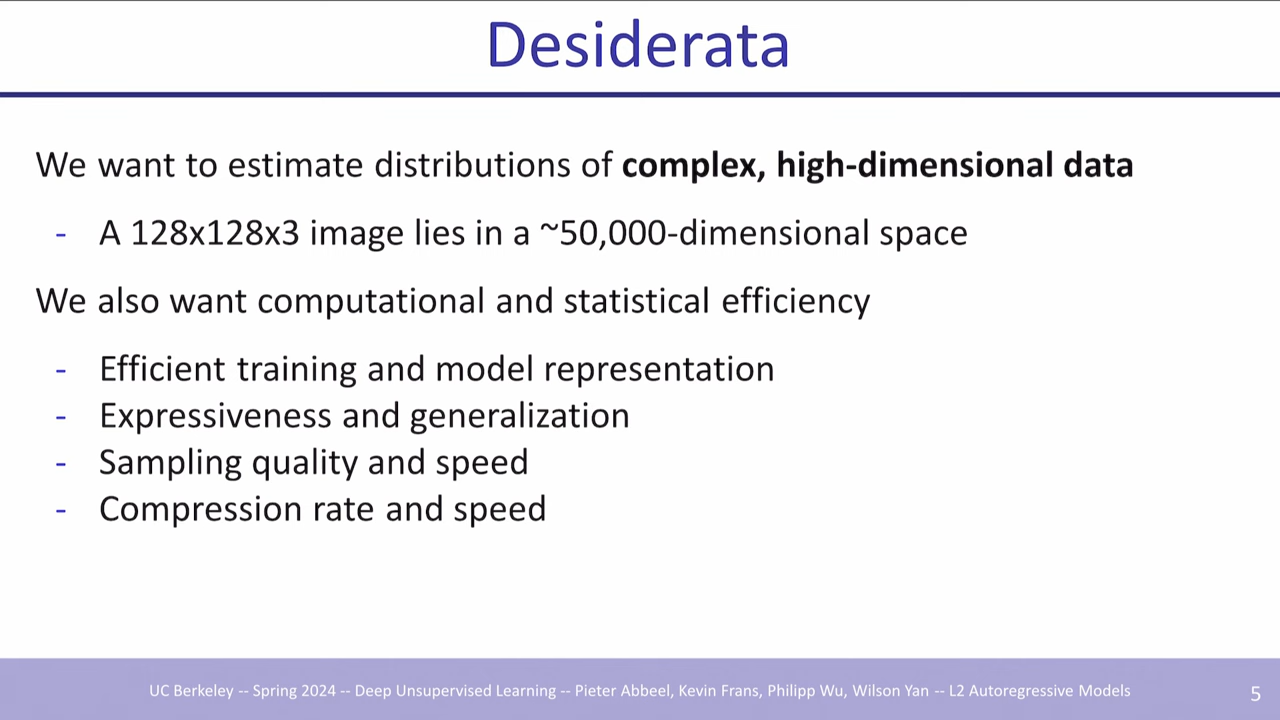 Desiderata
We want to estimate distributions of complex, high-dimensional data
- A 128x128x3 image lies in a ~50,000-dimensional space
We also want computational and statistical efficiency
- Efficient training and model representation
- Expressiveness and generalization
- Sampling quality and speed
- Compression rate and speed
UC Berkeley -- Spring 2024 -- Deep Unsupervised Learning -- Pieter Abbeel, Kevin Frans, Philipp Wu, Wilson Yan -- L2 Autoregressive Models
5